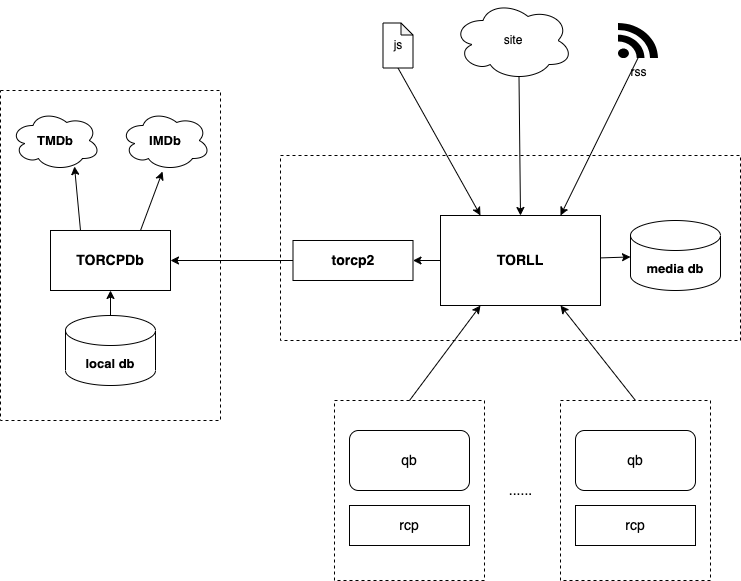 js
site
rss
TMDb
IMDb
TORCPDb
torcp2
TORLL
media db
local db
qb
qb
......
rcp
rcp